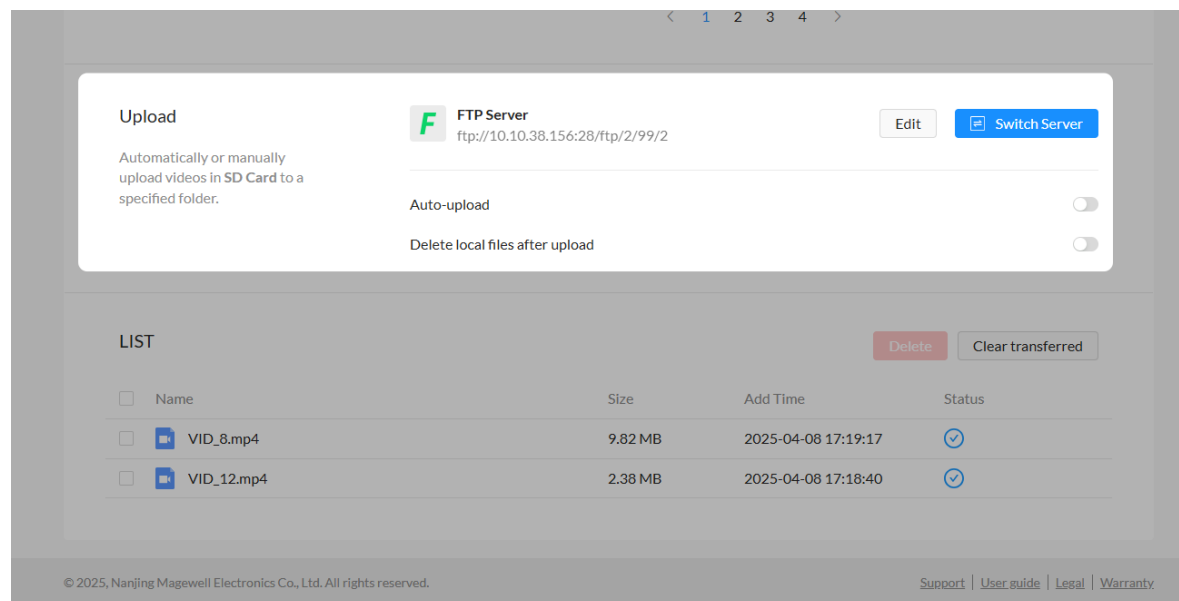 < 1 2 3 4 >
Upload
Automatically or manually
upload videos in SD Card to a
specified folder.
F
FTP Server
ftp://10.10.38.156:28/ftp/2/99/2
Edit
Switch Server
Auto-upload
Delete local files after upload
LIST
Delete
Clear transferred
Name Size Add Time Status
VID_8.mp4 9.82 MB 2025-04-08 17:19:17
VID_12.mp4 2.38 MB 2025-04-08 17:18:40
© 2025, Nanjing Magewell Electronics Co., Ltd. All rights reserved.
Support | User guide | Legal | Warranty